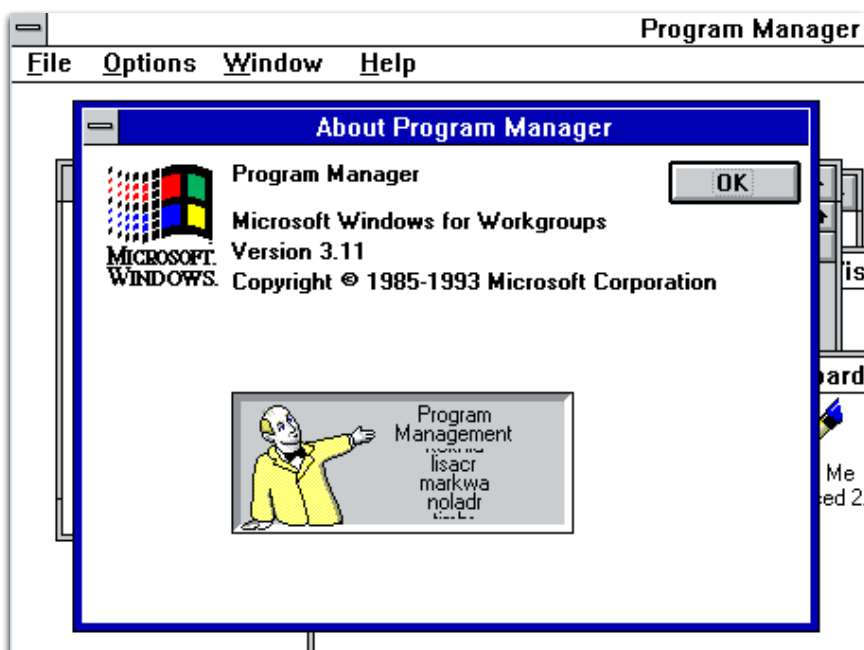 Program Manager
File Options Window Help
About Program Manager
Program Manager
OK
Microsoft Windows for Workgroups
Version 3.11
Copyright © 1985-1993 Microsoft Corporation
MICROSOFT.
WINDOWS.
Program
Management
lisacr
markwa
noladr
Me